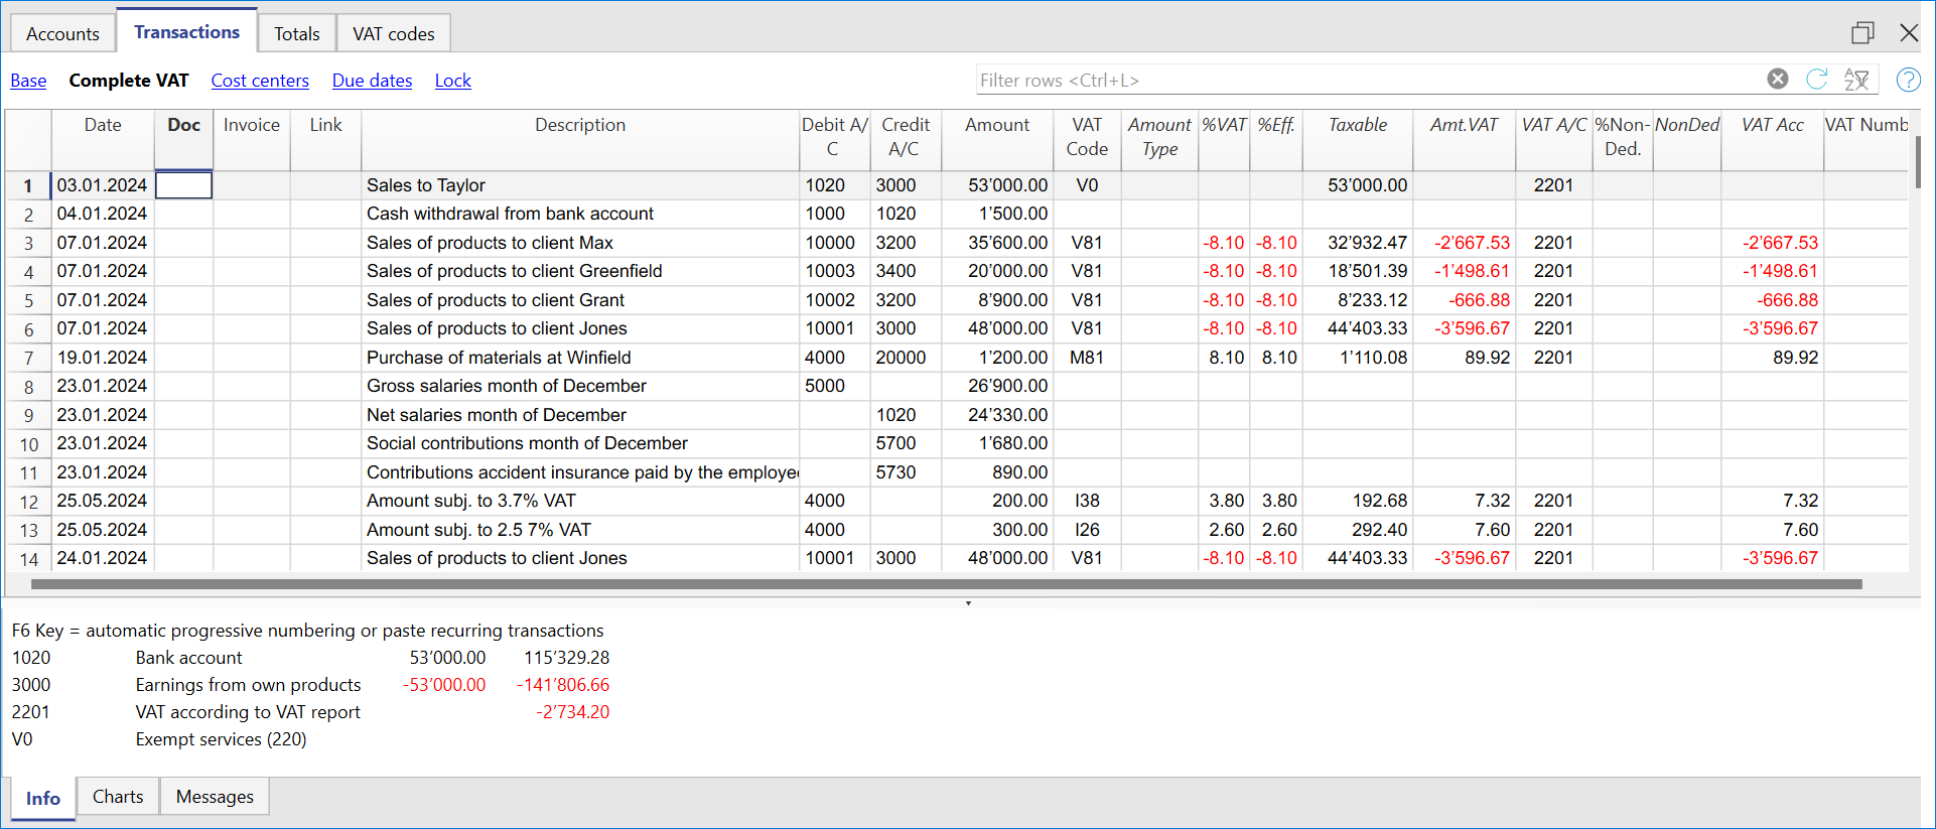 Accounts Transactions Totals VAT codes
Base Complete VAT Cost centers Due dates Lock Filter rows <Ctrl+L>
Date Doc Invoice Link Description Debit A/C Credit A/C Amount VAT Code Amount Type %VAT %Eff. Taxable Amt.VAT VAT A/C %Non-Ded. NonDed VAT Acc VAT Numb
1 03.01.2024 Sales to Taylor 1020 3000 53’000.00 V0 53’000.00 2201
2 04.01.2024 Cash withdrawal from bank account 1000 1020 1’500.00
3 07.01.2024 Sales of products to client Max 10000 3200 35’600.00 V81 -8.10 -8.10 32’932.47 -2’667.53 2201 -2’667.53
4 07.01.2024 Sales of products to client Greenfield 10003 3400 20’000.00 V81 -8.10 -8.10 18’501.39 -1’498.61 2201 -1’498.61
5 07.01.2024 Sales of products to client Grant 10002 3200 8’900.00 V81 -8.10 -8.10 8’233.12 -666.88 2201 -666.88
6 07.01.2024 Sales of products to client Jones 10001 3000 48’000.00 V81 -8.10 -8.10 44’403.33 -3’596.67 2201 -3’596.67
7 19.01.2024 Purchase of materials at Winfield 4000 20000 1’200.00 M81 8.10 8.10 1’110.08 89.92 2201 89.92
8 23.01.2024 Gross salaries month of December 5000 26’900.00
9 23.01.2024 Net salaries month of December 1020 24’330.00
10 23.01.2024 Social contributions month of December 5700 1’680.00
11 23.01.2024 Contributions accident insurance paid by the employe 5730 890.00
12 25.05.2024 Amount subj. to 3.7% VAT 4000 200.00 I38 3.80 3.80 192.68 7.32 2201 7.32
13 25.05.2024 Amount subj. to 2.5 7% VAT 4000 300.00 I26 2.60 2.60 292.40 7.60 2201 7.60
14 24.01.2024 Sales of products to client Jones 10001 3000 48’000.00 V81 -8.10 -8.10 44’403.33 -3’596.67 2201 -3’596.67
F6 Key = automatic progressive numbering or paste recurring transactions
1020 Bank account 53’000.00 115’329.28
3000 Earnings from own products -53’000.00 -141’806.66
2201 VAT according to VAT report -2’734.20
V0 Exempt services (220)
Info Charts Messages